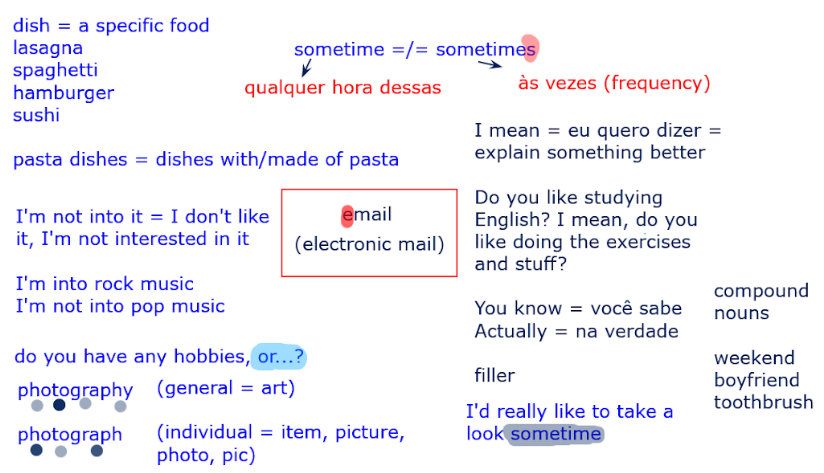 dish = a specific food
lasagna
spaghetti
hamburger
sushi
pasta dishes = dishes with/made of pasta
sometime =/= sometimes
qualquer hora dessas
às vezes (frequency)
I'm not into it = I don't like
it, I'm not interested in it
I'm into rock music
I'm not into pop music
email
(electronic mail)
I mean = eu quero dizer =
explain something better
Do you like studying
English? I mean, do you
like doing the exercises
and stuff?
You know = você sabe
Actually = na verdade
filler
compound
nouns
weekend
boyfriend
toothbrush
do you have any hobbies, or...?
photography (general = art)
photograph (individual = item, picture,
photo, pic)
I'd really like to take a
look sometime